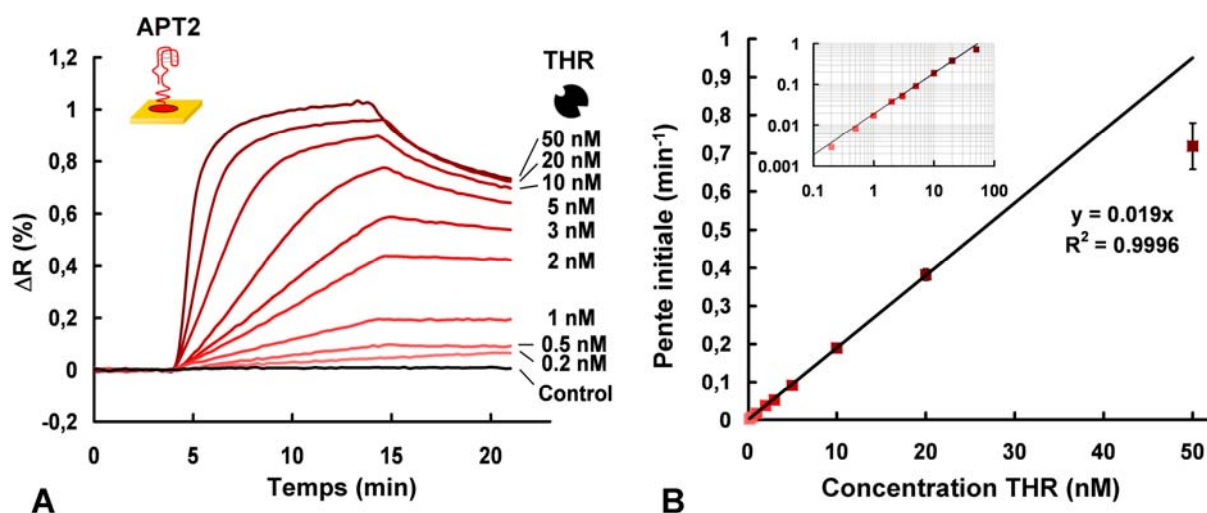 APT2
THR
1,2
1
0,8
0,6
0,4
0,2
0
-0,2
ΔR (%)
50 nM
20 nM
10 nM
5 nM
3 nM
2 nM
1 nM
0.5 nM
0.2 nM
Control
0
5
10
15
20
Temps (min)
A
1
0,9
0,8
0,7
0,6
0,5
0,4
0,3
0,2
0,1
0
Pente initiale (min-1)
1
0.1
0.01
0.001
0.1
1
10
100
y = 0.019x
R2 = 0.9996
0
10
20
30
40
50
Concentration THR (nM)
B